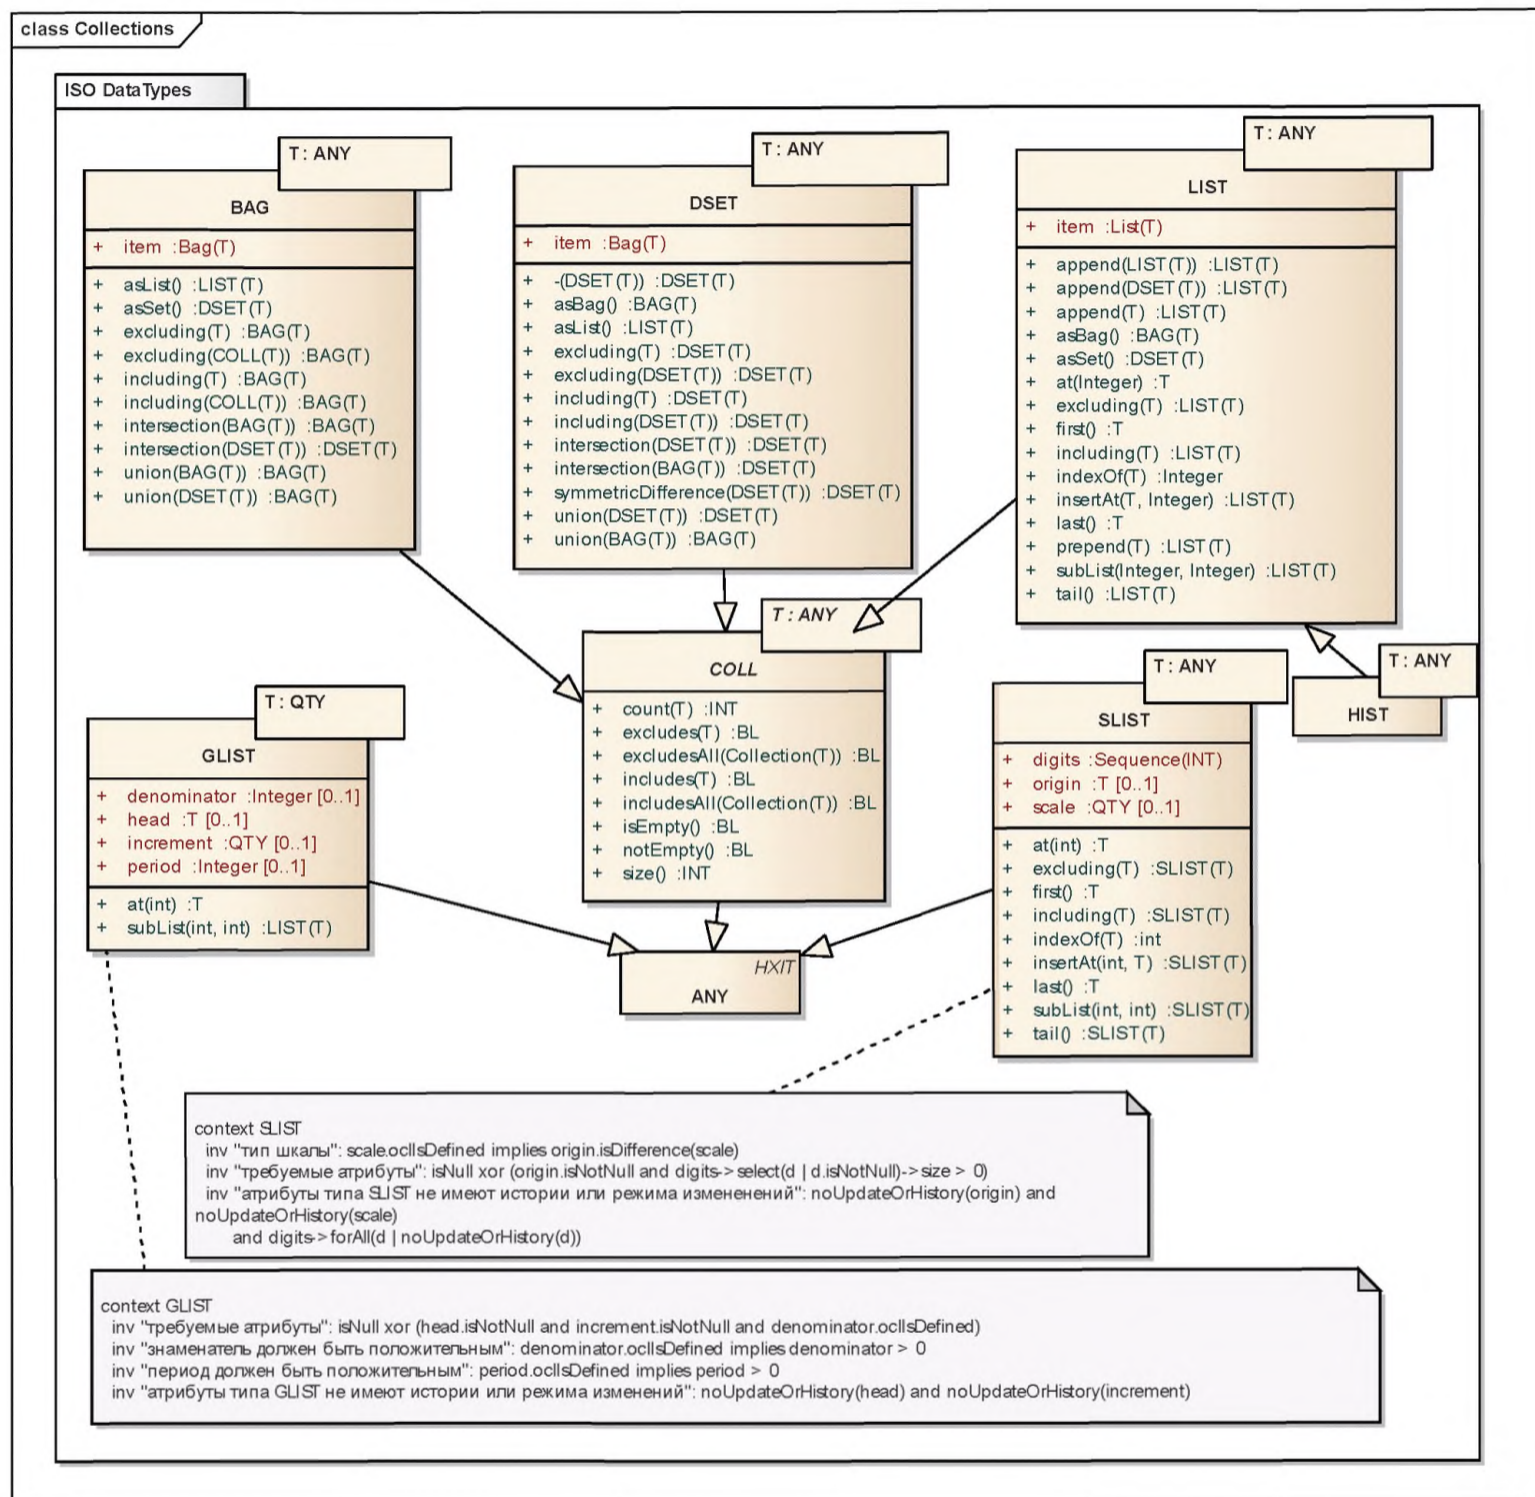 class Collections
ISO DataTypes
T : ANY
BAG
+ item :Bag(T)
+ asList() :LIST(T)
+ asSet() :DSET(T)
+ excluding(T) :BAG(T)
+ excluding(COLL(T)) :BAG(T)
+ including(T) :BAG(T)
+ including(COLL(T)) :BAG(T)
+ intersection(BAG(T)) :BAG(T)
+ intersection(DSET(T)) :DSET(T)
+ union(BAG(T)) :BAG(T)
+ union(DSET(T)) :BAG(T)
T : ANY
DSET
+ item :Bag(T)
+ -(DSET(T)) :DSET(T)
+ asBag() :BAG(T)
+ asList() :LIST(T)
+ excluding(T) :DSET(T)
+ excluding(DSET(T)) :DSET(T)
+ including(T) :DSET(T)
+ including(DSET(T)) :DSET(T)
+ intersection(DSET(T)) :DSET(T)
+ intersection(BAG(T)) :DSET(T)
+ symmetricDifference(DSET(T)) :DSET(T)
+ union(DSET(T)) :DSET(T)
+ union(BAG(T)) :BAG(T)
T : ANY
LIST
+ item :List(T)
+ append(LIST(T)) :LIST(T)
+ append(DSET(T)) :LIST(T)
+ append(T) :LIST(T)
+ asBag() :BAG(T)
+ asSet() :DSET(T)
+ at(Integer) :T
+ excluding(T) :LIST(T)
+ first() :T
+ including(T) :LIST(T)
+ indexOf(T) :Integer
+ insertAt(T, Integer) :LIST(T)
+ last() :T
+ prepend(T) :LIST(T)
+ subList(Integer, Integer) :LIST(T)
+ tail() :LIST(T)
T : QTY
GLIST
+ denominator :Integer [0..1]
+ head :T [0..1]
+ increment :QTY [0..1]
+ period :Integer [0..1]
+ at(int) :T
+ subList(int, int) :LIST(T)
T : ANY
COLL
+ count(T) :INT
+ excludes(T) :BL
+ excludesAll(Collection(T)) :BL
+ includes(T) :BL
+ includesAll(Collection(T)) :BL
+ isEmpty() :BL
+ notEmpty() :BL
+ size() :INT
T : ANY
SLIST
+ digits :Sequence(INT)
+ origin :T [0..1]
+ scale :QTY [0..1]
+ at(int) :T
+ excluding(T) :SLIST(T)
+ first() :T
+ including(T) :SLIST(T)
+ indexOf(T) :int
+ insertAt(int, T) :SLIST(T)
+ last() :T
+ subList(int, int) :SLIST(T)
+ tail() :SLIST(T)
T : ANY
HIST
HXIT
ANY
context SLIST
inv "тип шкалы": scale.oclIsDefined implies origin.isDifference(scale)
inv "требуемые атрибуты": isNull xor (origin.isNotNull and digits->select(d | d.isNotNull)->size > 0)
inv "атрибуты типа SLIST не имеют истории или режима измененений": noUpdateOrHistory(origin) and
noUpdateOrHistory(scale)
and digits->forAll(d | noUpdateOrHistory(d))
context GLIST
inv "требуемые атрибуты": isNull xor (head.isNotNull and increment.isNotNull and denominator.oclIsDefined)
inv "знаменатель должен быть положительным": denominator.oclIsDefined implies denominator > 0
inv "период должен быть положительным": period.oclIsDefined implies period > 0
inv "атрибуты типа GLIST не имеют истории или режима изменений": noUpdateOrHistory(head) and noUpdateOrHistory(increment)